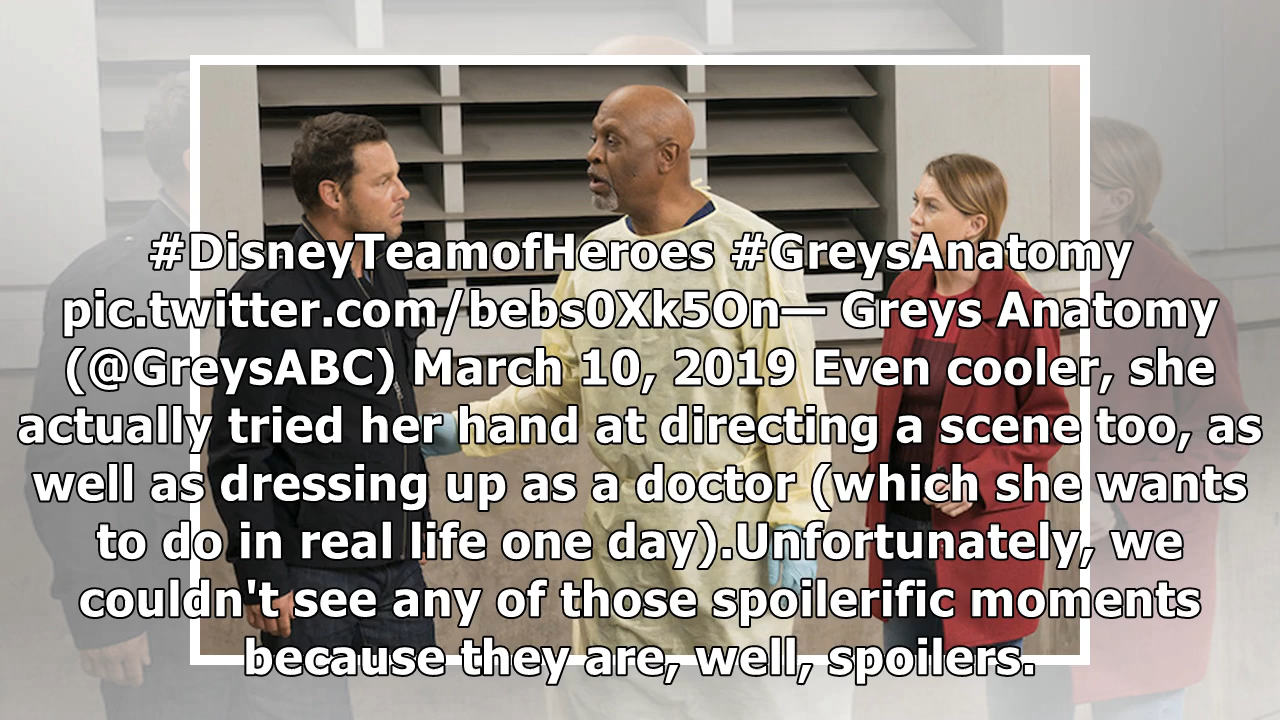 #DisneyTeamofHeroes #GreysAnatomy
pic.twitter.com/bebs0Xk5On— Greys Anatomy
(@GreysABC) March 10, 2019 Even cooler, she
actually tried her hand at directing a scene too, as
well as dressing up as a doctor (which she wants
to do in real life one day).Unfortunately, we
couldn't see any of those spoilerific moments
because they are, well, spoilers.